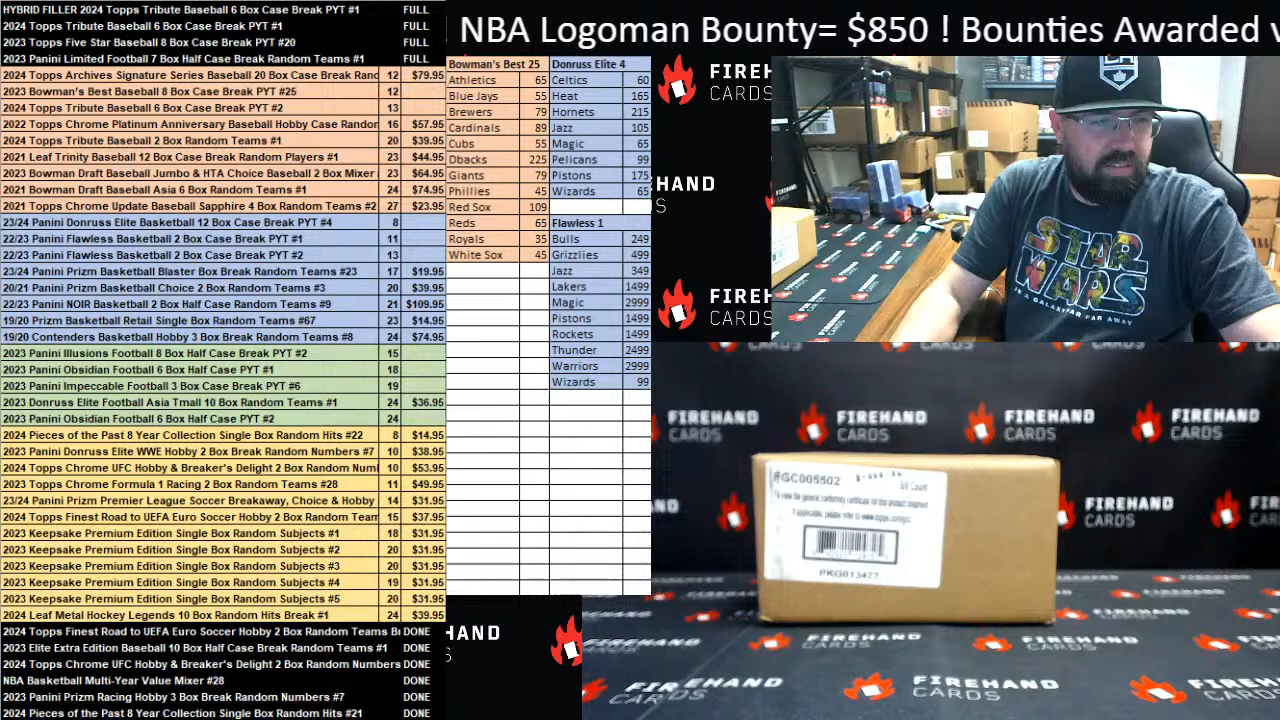 HYBRID FILLER 2024 Topps Tribute Baseball 6 Box Case Break PYT #1 FULL
2024 Topps Tribute Baseball 6 Box Case Break PYT #1 FULL
2023 Topps Five Star Baseball 8 Box Case Break PYT #20 FULL
2023 Panini Limited Football 7 Box Half Case Break Random Teams #1 FULL
2024 Topps Archives Signature Series Baseball 20 Box Case Break Ranc 12 $79.95
2023 Bowman's Best Baseball 8 Box Case Break PYT #25 12
2024 Topps Tribute Baseball 6 Box Case Break PYT #2 13
2022 Topps Chrome Platinum Anniversary Baseball Hobby Case Randor 16 $57.95
2024 Topps Tribute Baseball 2 Box Random Teams #1 20 $39.95
2021 Leaf Trinity Baseball 12 Box Case Break Random Players #1 23 $44.95
2023 Bowman Draft Baseball Jumbo & HTA Choice Baseball 2 Box Mixer 23 $64.95
2021 Bowman Draft Baseball Asia 6 Box Random Teams #1 24 $74.95
2021 Topps Chrome Update Baseball Sapphire 4 Box Random Teams #2 27 $23.95
23/24 Panini Donruss Elite Basketball 12 Box Case Break PYT #4 8
22/23 Panini Flawless Basketball 2 Box Case Break PYT #1 11
22/23 Panini Flawless Basketball 2 Box Case Break PYT #2 13
23/24 Panini Prizm Basketball Blaster Box Break Random Teams #23 17 $19.95
20/21 Panini Prizm Basketball Choice 2 Box Random Teams #3 20 $39.95
22/23 Panini NOIR Basketball 2 Box Half Case Random Teams #9 21 $109.95
19/20 Prizm Basketball Retail Single Box Random Teams #67 23 $14.95
19/20 Contenders Basketball Hobby 3 Box Break Random Teams #8 24 $74.95
2023 Panini Illusions Football 8 Box Half Case Break PYT #2 15
2023 Panini Obsidian Football 6 Box Half Case PYT #1 18
2023 Panini Impeccable Football 3 Box Case Break PYT #6 19
2023 Donruss Elite Football Asia Tmall 10 Box Random Teams #1 24 $36.95
2023 Panini Obsidian Football 6 Box Half Case PYT #2 24
2024 Pieces of the Past 8 Year Collection Single Box Random Hits #22 8 $14.95
2023 Panini Donruss Elite WWE Hobby 2 Box Break Random Numbers #7 10 $38.95
2024 Topps Chrome UFC Hobby & Breaker's Delight 2 Box Random Numl 10 $53.95
2023 Topps Chrome Formula 1 Racing 2 Box Random Teams #28 11 $49.95
23/24 Panini Prizm Premier League Soccer Breakaway, Choice & Hobby 14 $31.95
2024 Topps Finest Road to UEFA Euro Soccer Hobby 2 Box Random Team 15 $37.95
2023 Keepsake Premium Edition Single Box Random Subjects #1 18 $31.95
2023 Keepsake Premium Edition Single Box Random Subjects #2 20 $31.95
2023 Keepsake Premium Edition Single Box Random Subjects #3 20 $31.95
2023 Keepsake Premium Edition Single Box Random Subjects #4 19 $31.95
2023 Keepsake Premium Edition Single Box Random Subjects #5 20 $31.95
2024 Leaf Metal Hockey Legends 10 Box Random Hits Break #1 24 $39.95
2024 Topps Finest Road to UEFA Euro Soccer Hobby 2 Box Random Teams Bi DONE
2023 Elite Extra Edition Baseball 10 Box Half Case Break Random Teams #1 DONE
2024 Topps Chrome UFC Hobby & Breaker's Delight 2 Box Random Numbers DONE
NBA Basketball Multi-Year Value Mixer #28 DONE
2023 Panini Prizm Racing Hobby 3 Box Break Random Numbers #7 DONE
2024 Pieces of the Past 8 Year Collection Single Box Random Hits #21 DONE
NBA Logoman Bounty= $850 ! Bounties Awarded v
Bowman's Best 25
Athletics 65
Blue Jays 55
Brewers 79
Cardinals 89
Cubs 55
Dbacks 225
Giants 79
Phillies 45
Red Sox 109
Reds 65
Royals 35
White Sox 45
Donruss Elite 4
Celtics 60
Heat 165
Hornets 215
Jazz 105
Magic 65
Pelicans 99
Pistons 175
Wizards 65
Flawless 1
Bulls 249
Grizzlies 499
Jazz 349
Lakers 1499
Magic 2999
Pistons 1499
Rockets 1499
Thunder 2499
Warriors 2999
Wizards 99
FIREH
CARDS
HAND
S
FIREH
CARDS
HAND
STAR
WARS
IN A GALAXY FAR FAR AWAY
FIREHAND
CARDS
FIREHAND
CARDS
FIREHAND
CARDS
#GC005502
6/8 Count
PKG013477
FIREHAND
CARDS
FIREHAND
CARDS
FIREHAND
CARDS